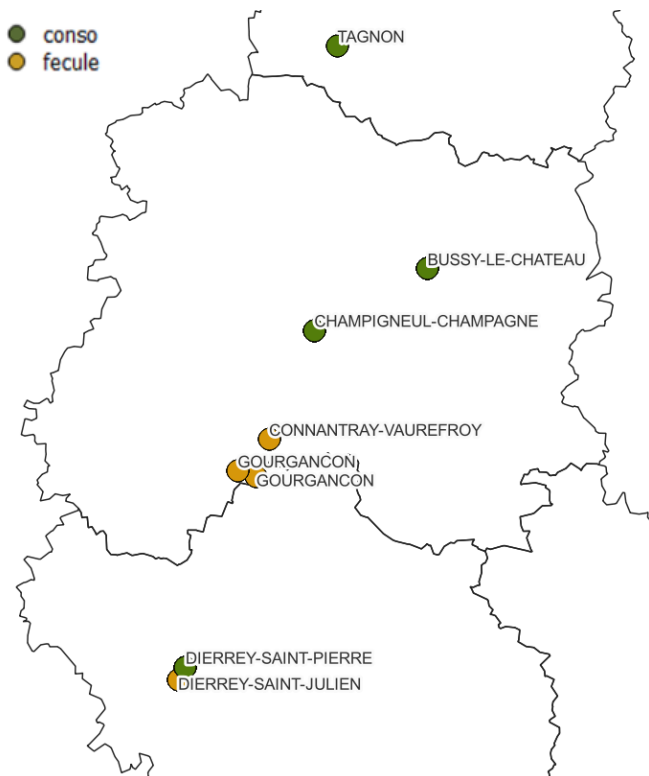 conso
fecule
TAGNON
BUSSY-LE-CHATEAU
CHAMPIGNEUL-CHAMPAGNE
CONNANTRAY-VAUREFROY
GOURGANCON
GOURGANCON
DIERREY-SAINT-PIERRE
DIERREY-SAINT-JULIEN